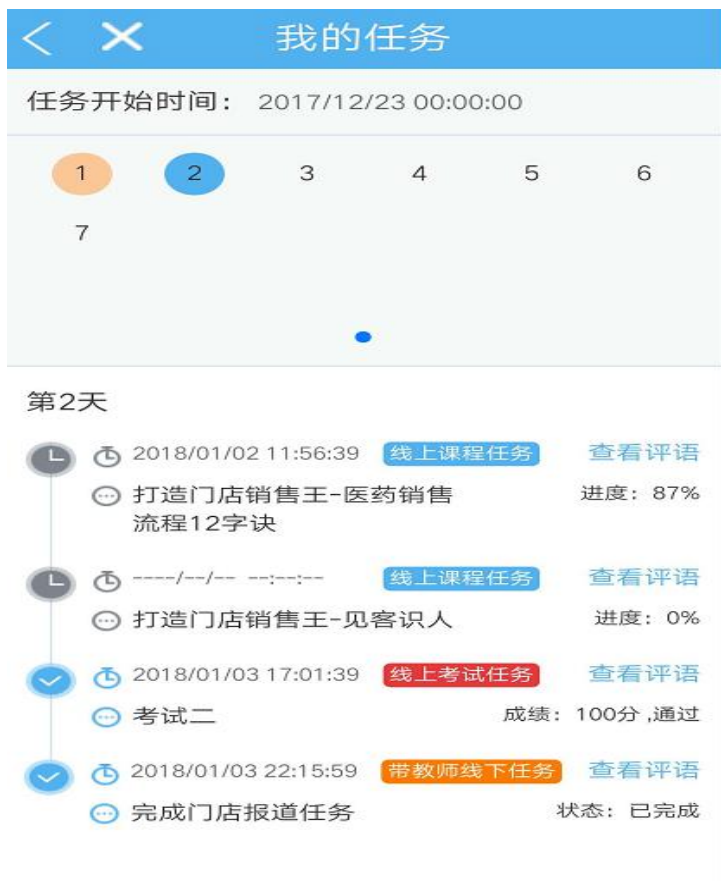 我的任务
任务开始时间： 2017/12/23 00:00:00
1 2 3 4 5 6
7
第2天
2018/01/02 11:56:39 线上课程任务 查看评语
打造门店销售王-医药销售 进度：87%
流程12字诀
----/--/-- --:--:-- 线上课程任务 查看评语
打造门店销售王-见客识人 进度：0%
2018/01/03 17:01:39 线上考试任务 查看评语
考试二 成绩：100分 ,通过
2018/01/03 22:15:59 带教师线下任务 查看评语
完成门店报道任务 状态：已完成